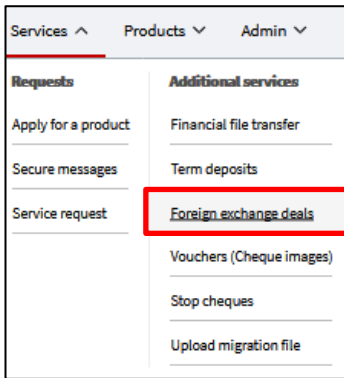 Services Products Admin
Requests
Apply for a product
Secure messages
Service request
Additional services
Financial file transfer
Term deposits
Foreign exchange deals
Vouchers (Cheque images)
Stop cheques
Upload migration file